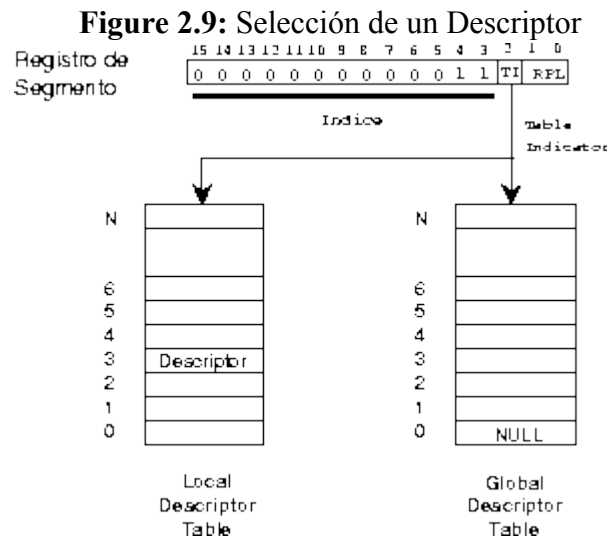 Figure 2.9: Selección de un Descriptor
Registro de
Segmento
15 14 13 12 11 10 9 8 7 6 5 4 3 2 1 0
0 0 0 0 0 0 0 0 0 0 0 1 1 TI RPL
Indice
Table
Indicator
N
6
5
4
3 Descriptor
2
1
0
Local
Descriptor
Table
N
6
5
4
3
2
1
0 NULL
Global
Descriptor
Table